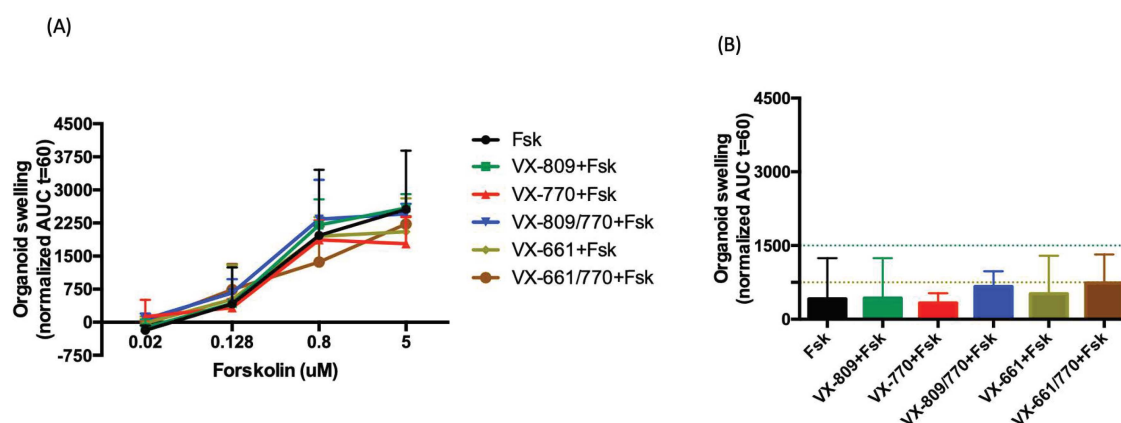 (A)
Organoid swelling
(normalized AUC t=60)
4500
3750
3000
2250
1500
750
0
-750
0.02
0.128
0.8
5
Forskolin (uM)
Fsk
VX-809+Fsk
VX-770+Fsk
VX-809/770+Fsk
VX-661+Fsk
VX-661/770+Fsk
(B)
Organoid swelling
(normalized AUC t=60)
4500
3000
1500
0
Fsk
VX-809+Fsk
VX-770+Fsk
VX-809/770+Fsk
VX-661+Fsk
VX-661/770+Fsk